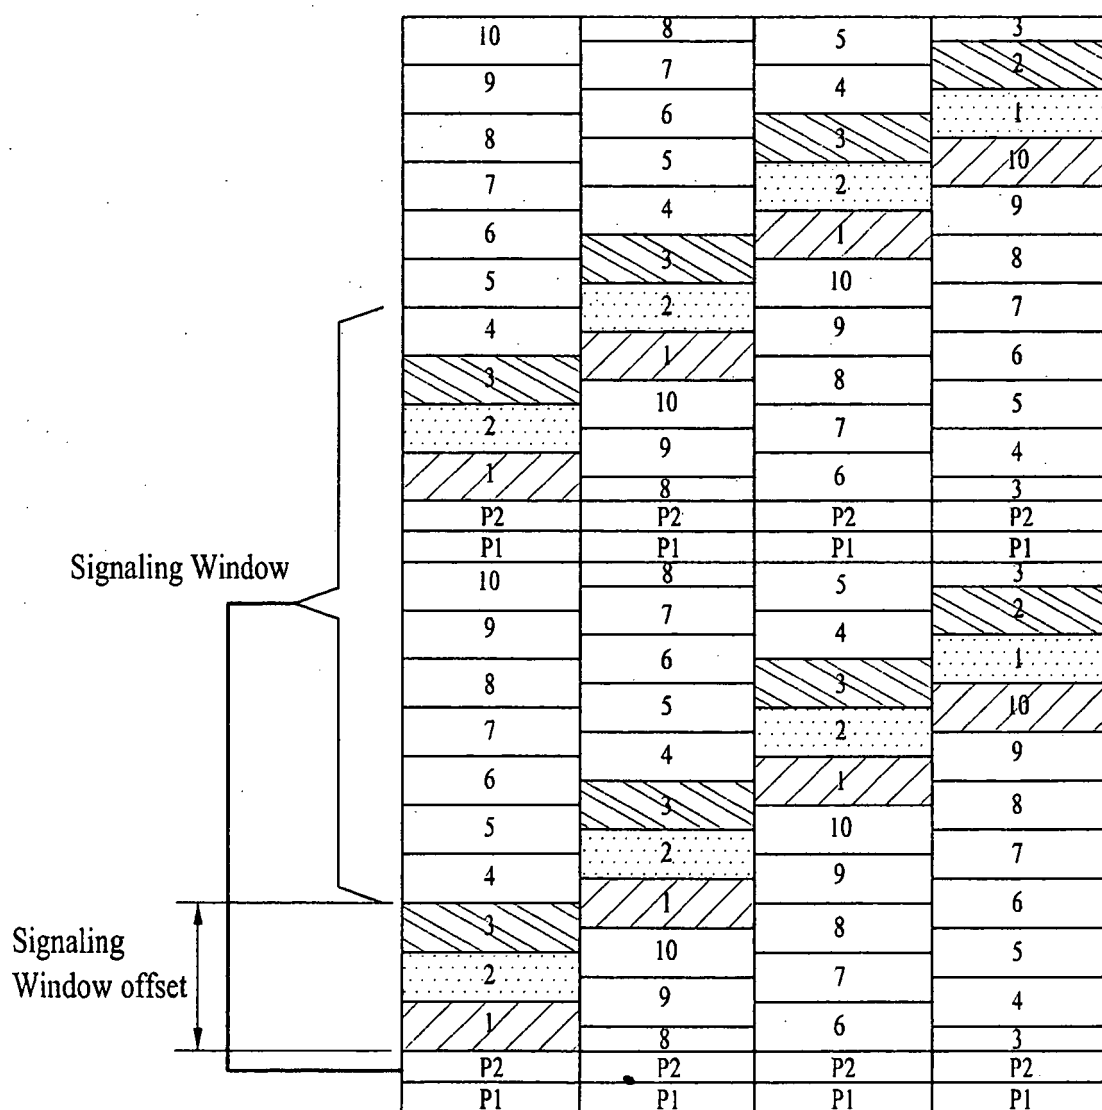 10 8 5 3
9 7 4 2
8 6 3 1
7 5 2 10
6 4 1 9
5 3 10 8
4 2 9 7
3 1 8 6
2 10 7 5
1 9 6 4
8 3
P2 P2 P2 P2
P1 P1 P1 P1
Signaling Window
10 8 5 3
9 7 4 2
8 6 3 1
7 5 2 10
6 4 1 9
5 3 10 8
4 2 9 7
3 1 8 6
Signaling
Window offset
2 10 7 5
1 9 6 4
8 3
P2 P2 P2 P2
P1 P1 P1 P1